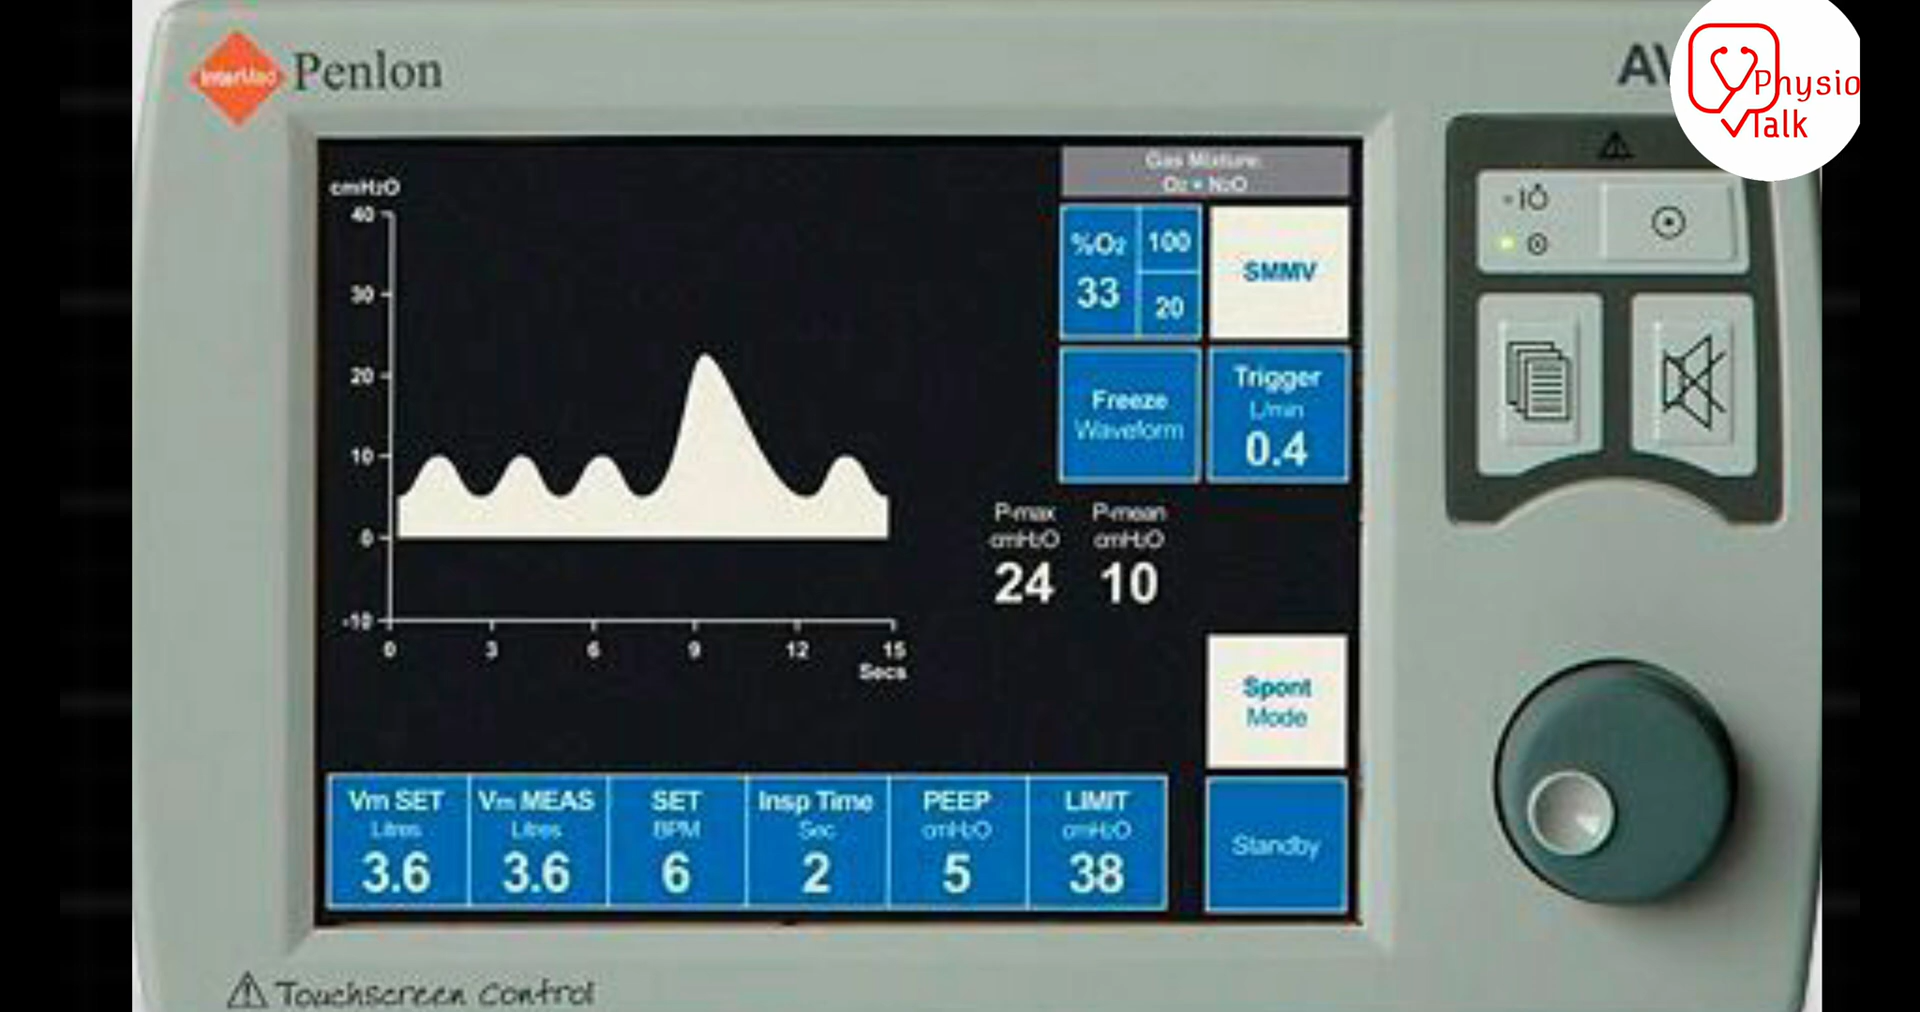 InterMed Penlon
AV
Physio
Talk
cmH2O
40
30
20
10
0
-10
0 3 6 9 12 15
Secs
Gas Mixture:
O2 + N2O
%O2 100
33 20
SMMV
Freeze
Waveform
Trigger
L/min
0.4
P-max P-mean
cmH2O cmH2O
24 10
Spont
Mode
Vm SET Vm MEAS SET Insp Time PEEP LIMIT
Litres Litres BPM Sec cmH2O cmH2O
3.6 3.6 6 2 5 38
Standby
Touchscreen Control